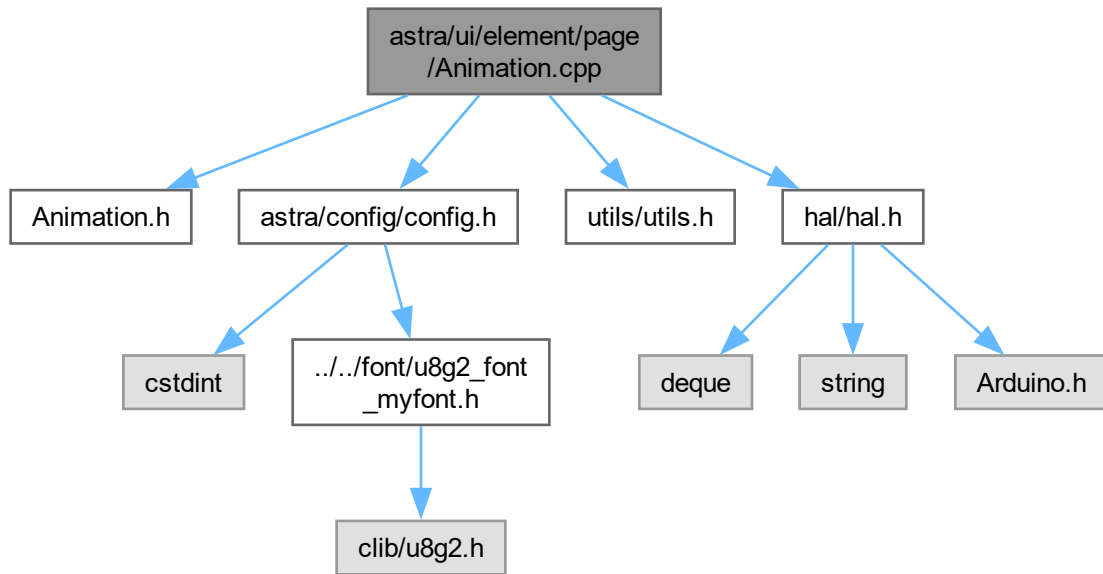 astra/ui/element/page
/Animation.cpp
Animation.h
astra/config/config.h
utils/utils.h
hal/hal.h
cstdint
../../font/u8g2_font
_myfont.h
deque
string
Arduino.h
clib/u8g2.h